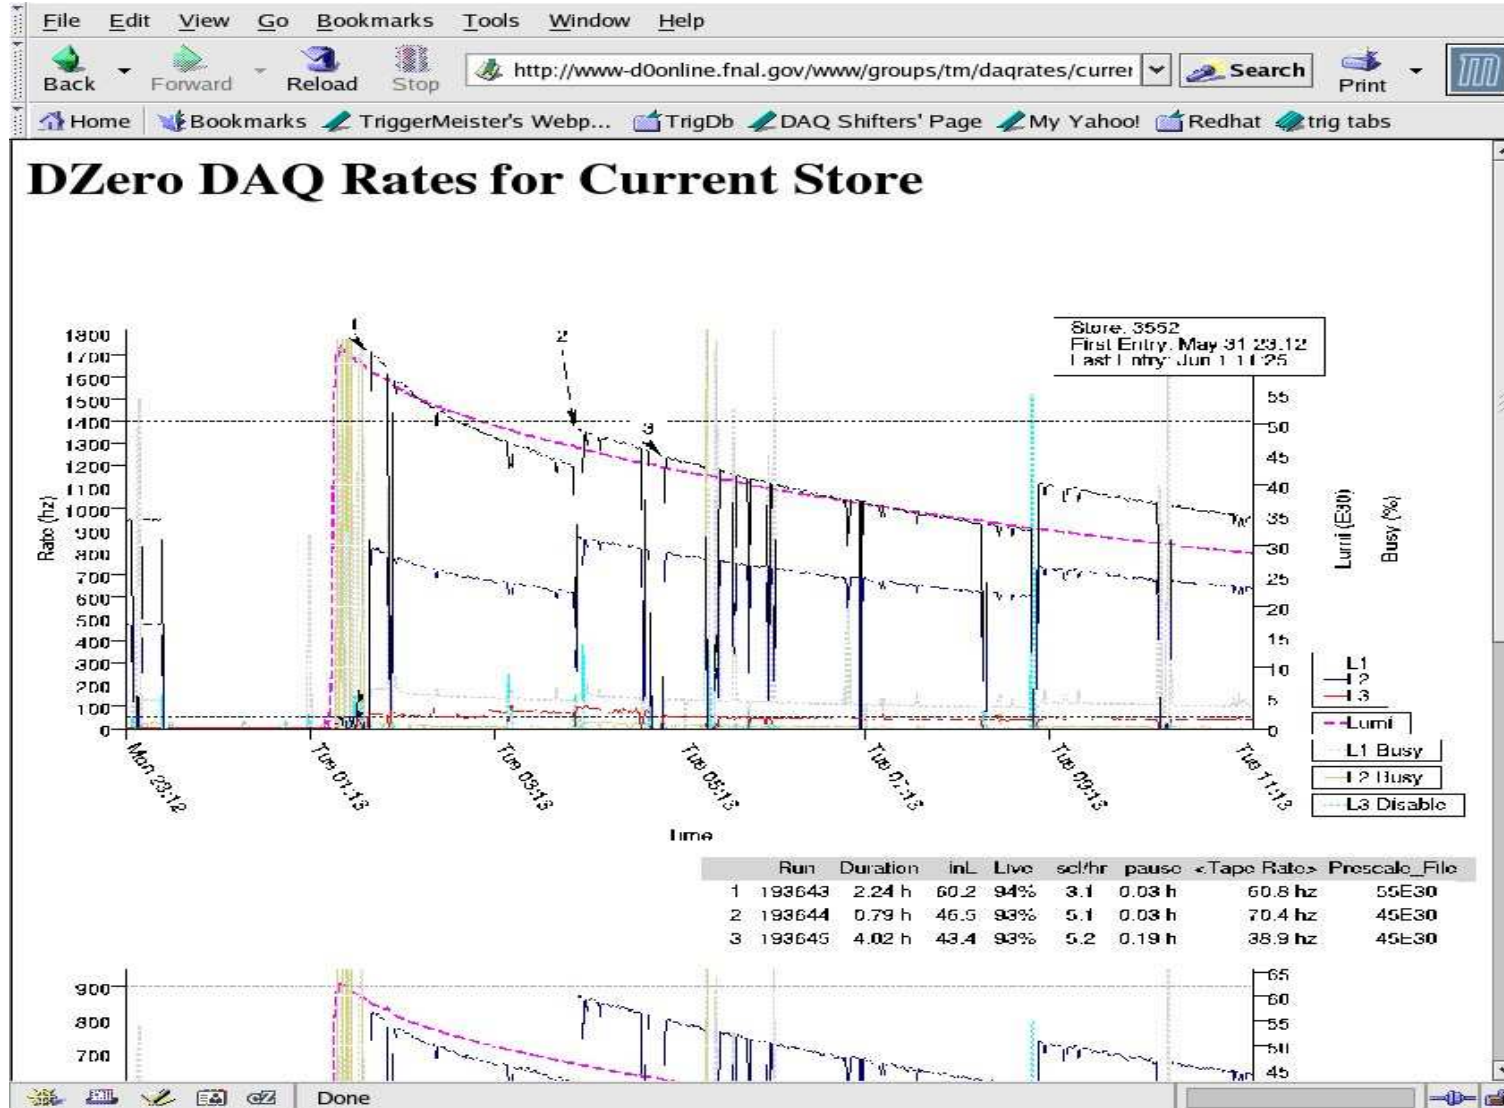 File Edit View Go Bookmarks Tools Window Help
Back Forward Reload Stop http://www-d0online.fnal.gov/www/groups/tm/daqrates/currer Search Print
Home Bookmarks TriggerMeister's Webp... TrigDb DAQ Shifters' Page My Yahoo! Redhat trig tabs
DZero DAQ Rates for Current Store
Store: 3552
First Entry: May 31 23:12
Last Entry: Jun 1 11:25
1 2 3
1800
1700
1600
1500
1400
1300
1200
1100
1000
900
800
700
600
500
400
300
200
100
0
Rate (hz)
55
50
45
40
35
30
25
20
15
10
5
0
Lumi (E30)
Busy (%)
L1
L2
L3
Lumi
L1 Busy
L2 Busy
L3 Disable
Mon 23:12 Tue 01:13 Tue 03:13 Tue 05:13 Tue 07:13 Tue 09:13 Tue 11:13
Time
Run Duration inL Live scl/hr pause <Tape Rate> Prescale_File
1 193643 2.24 h 60.2 94% 3.1 0.03 h 60.8 hz 55E30
2 193644 0.79 h 46.5 93% 5.1 0.03 h 70.4 hz 45E30
3 193645 4.02 h 43.4 93% 5.2 0.19 h 38.9 hz 45E30
900
800
700
65
60
55
50
45
Done